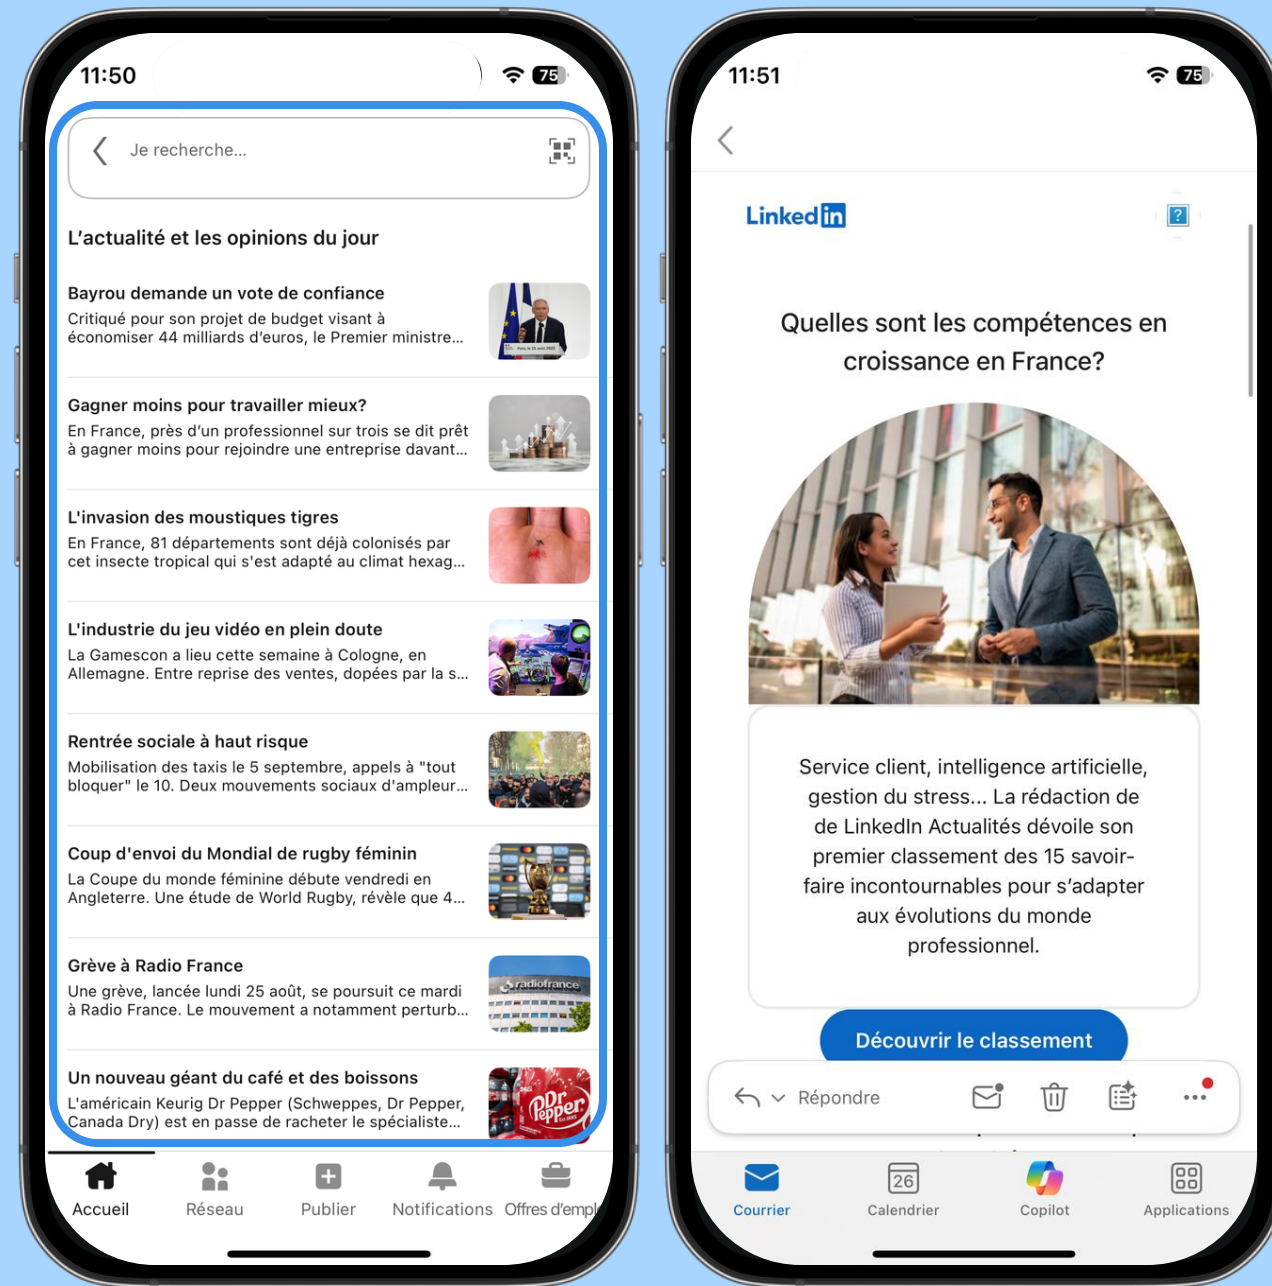 11:50
75
Je recherche...
L'actualité et les opinions du jour
Bayrou demande un vote de confiance
Critiqué pour son projet de budget visant à
économiser 44 milliards d'euros, le Premier ministre...
Gagner moins pour travailler mieux?
En France, près d'un professionnel sur trois se dit prêt
à gagner moins pour rejoindre une entreprise davant...
L'invasion des moustiques tigres
En France, 81 départements sont déjà colonisés par
cet insecte tropical qui s'est adapté au climat hexag...
L'industrie du jeu vidéo en plein doute
La Gamescon a lieu cette semaine à Cologne, en
Allemagne. Entre reprise des ventes, dopées par la s...
Rentrée sociale à haut risque
Mobilisation des taxis le 5 septembre, appels à "tout
bloquer" le 10. Deux mouvements sociaux d'ampleur...
Coup d'envoi du Mondial de rugby féminin
La Coupe du monde féminine débute vendredi en
Angleterre. Une étude de World Rugby, révèle que 4...
Grève à Radio France
Une grève, lancée lundi 25 août, se poursuit ce mardi
à Radio France. Le mouvement a notamment perturb...
radiofrance
Un nouveau géant du café et des boissons
L'américain Keurig Dr Pepper (Schweppes, Dr Pepper,
Canada Dry) est en passe de racheter le spécialiste...
Dr Pepper
Accueil
Réseau
Publier
Notifications
Offres d'emplo
11:51
75
LinkedIn
?
Quelles sont les compétences en
croissance en France?
Service client, intelligence artificielle,
gestion du stress... La rédaction de
de LinkedIn Actualités dévoile son
premier classement des 15 savoir-
faire incontournables pour s'adapter
aux évolutions du monde
professionnel.
Découvrir le classement
Répondre
26
Courrier
Calendrier
Copilot
Applications